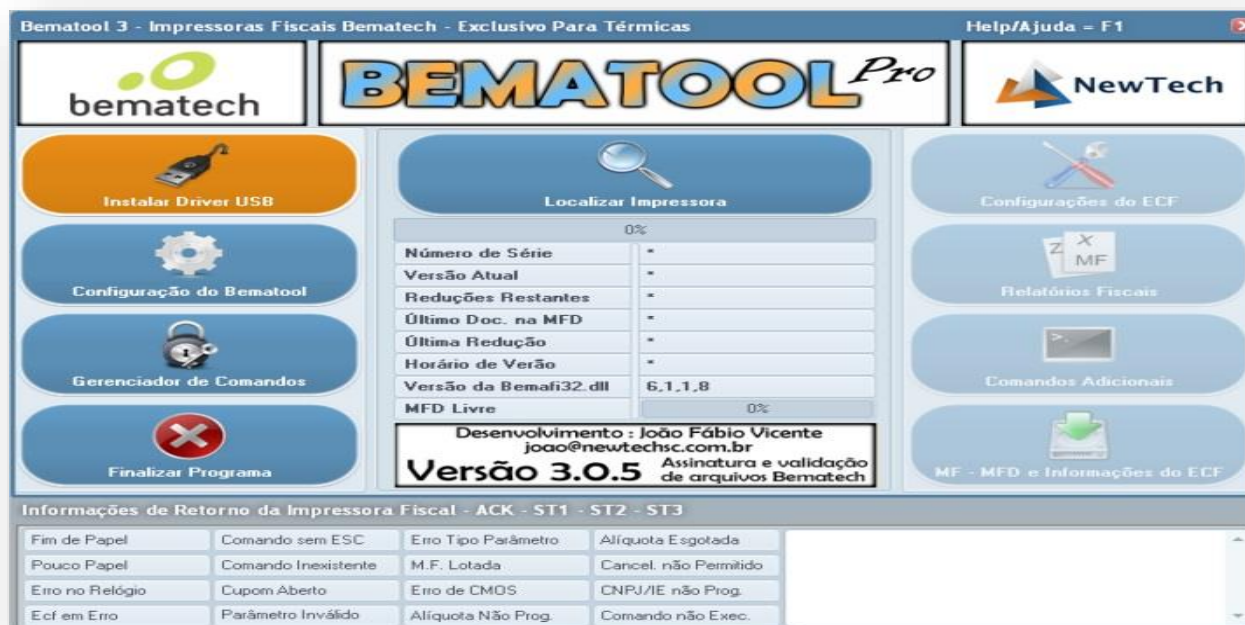 Bematool 3 - Impressoras Fiscais Bematech - Exclusivo Para Térmicas
Help/Ajuda = F1
bematech
BEMATOOL Pro
NewTech
Instalar Driver USB
Configuração do Bematool
Gerenciador de Comandos
Finalizar Programa
Localizar Impressora
0%
Número de Série *
Versão Atual *
Reduções Restantes *
Último Doc. na MFD *
Última Redução *
Horário de Verão *
Versão da Bemafi32.dll 6,1,1,8
MFD Livre 0%
Desenvolvimento : João Fábio Vicente
joao@newtechsc.com.br
Versão 3.0.5 Assinatura e validação
de arquivos Bematech
Configurações do ECF
Z X MF
Relatórios Fiscais
Comandos Adicionais
MF - MFD e Informações do ECF
Informações de Retorno da Impressora Fiscal - ACK - ST1 - ST2 - ST3
Fim de Papel Comando sem ESC Erro Tipo Parâmetro Alíquota Esgotada
Pouco Papel Comando Inexistente M.F. Lotada Cancel. não Permitido
Erro no Relógio Cupom Aberto Erro de CMOS CNPJ/IE não Prog.
Ecf em Erro Parâmetro Inválido Alíquota Não Prog. Comando não Exec.